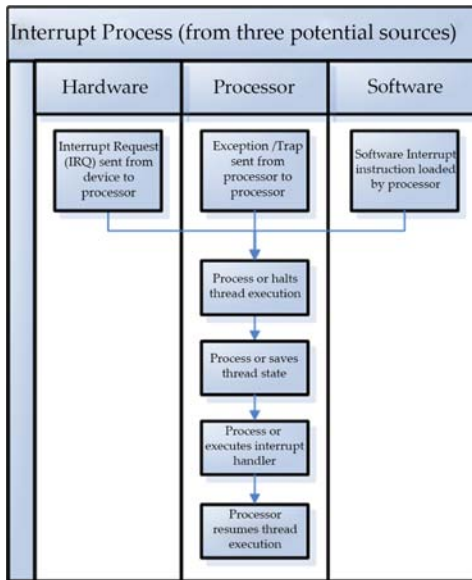 Interrupt Process (from three potential sources)
Hardware
Processor
Software
Interrupt Request
(IRQ) sent from
device to
processor
Exception /Trap
sent from
processor to
processor
Software Interrupt
instruction loaded
by processor
Process or halts
thread execution
Process or saves
thread state
Process or
executes interrupt
handler
Processor
resumes thread
execution